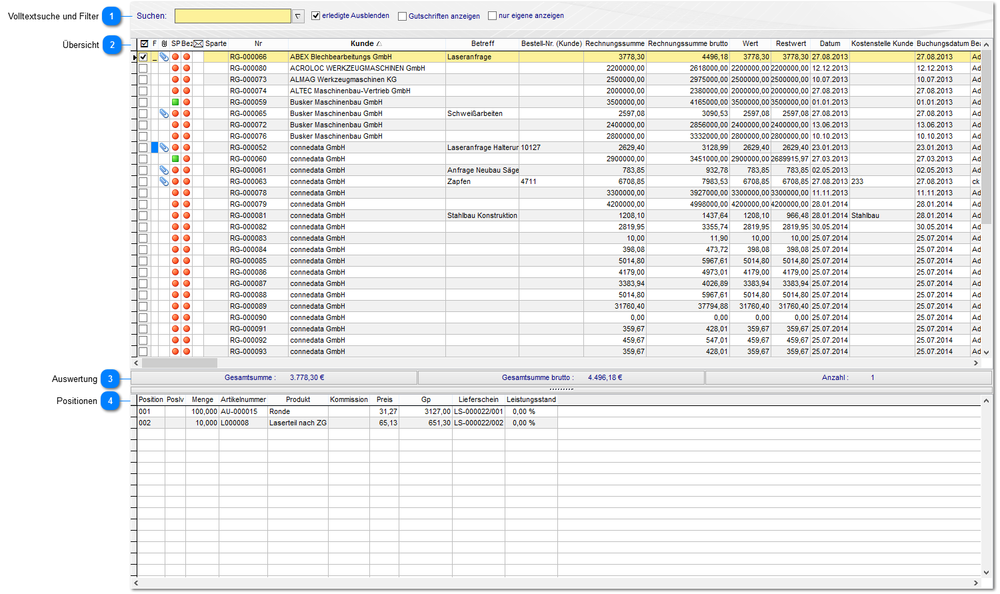 Volltextsuche und Filter 1 Suchen: erledigte Ausblenden Gutschriften anzeigen nur eigene anzeigen
Übersicht 2 F SP Bez Sparte Nr Kunde Betreff Bestell-Nr. (Kunde) Rechnungssumme Rechnungssumme brutto Wert Restwert Datum Kostenstelle Kunde Buchungsdatum Bea
RG-000066 ABEX Blechbearbeitungs GmbH Laseranfrage 3778,30 4496,18 3778,30 3778,30 27.08.2013 27.08.2013 Ad
RG-000080 ACROLOC WERKZEUGMASCHINEN GmbH 2200000,00 2618000,00 2200000,00 2200000,00 12.12.2013 12.12.2013 Ad
RG-000073 ALMAG Werkzeugmaschinen KG 2500000,00 2975000,00 2500000,00 2500000,00 10.07.2013 10.07.2013 Ad
RG-000074 ALTEC Maschinenbau-Vertrieb GmbH 2000000,00 2380000,00 2000000,00 2000000,00 27.08.2013 27.08.2013 Ad
RG-000059 Busker Maschinenbau GmbH 3500000,00 4165000,00 3500000,00 3500000,00 01.01.2013 01.01.2013 Ad
RG-000065 Busker Maschinenbau GmbH Schweißarbeiten 2597,08 3090,53 2597,08 2597,08 27.08.2013 27.08.2013 Ad
RG-000072 Busker Maschinenbau GmbH 2400000,00 2856000,00 2400000,00 2400000,00 13.06.2013 13.06.2013 Ad
RG-000076 Busker Maschinenbau GmbH 2800000,00 3332000,00 2800000,00 2800000,00 10.10.2013 10.10.2013 Ad
RG-000052 connedata GmbH Laseranfrage Halterun 10127 2629,40 3128,99 2629,40 2629,40 23.01.2013 23.01.2013 Ad
RG-000060 connedata GmbH 2900000,00 3451000,00 2900000,00 2689915,97 27.03.2013 27.03.2013 Ad
RG-000061 connedata GmbH Anfrage Neubau Säge 783,85 932,78 783,85 783,85 02.05.2013 02.05.2013 Ad
RG-000063 connedata GmbH Zapfen 4711 6708,85 7983,53 6708,85 6708,85 27.08.2013 233 27.08.2013 ck
RG-000078 connedata GmbH 3300000,00 3927000,00 3300000,00 3300000,00 11.11.2013 11.11.2013 Ad
RG-000079 connedata GmbH 4200000,00 4998000,00 4200000,00 4200000,00 28.01.2014 28.01.2014 Ad
RG-000081 connedata GmbH Stahlbau Konstruktion 1208,10 1437,64 1208,10 966,48 28.01.2014 Stahlbau 28.01.2014 Ad
RG-000082 connedata GmbH 2819,95 3355,74 2819,95 2819,95 30.05.2014 30.05.2014 Ad
RG-000083 connedata GmbH 10,00 11,90 10,00 10,00 25.07.2014 25.07.2014 Ad
RG-000084 connedata GmbH 398,08 473,72 398,08 398,08 25.07.2014 25.07.2014 Ad
RG-000085 connedata GmbH 5014,80 5967,61 5014,80 5014,80 25.07.2014 25.07.2014 Ad
RG-000086 connedata GmbH 4179,00 4973,01 4179,00 4179,00 25.07.2014 25.07.2014 Ad
RG-000087 connedata GmbH 3383,94 4026,89 3383,94 3383,94 25.07.2014 25.07.2014 Ad
RG-000088 connedata GmbH 5014,80 5967,61 5014,80 5014,80 25.07.2014 25.07.2014 Ad
RG-000089 connedata GmbH 31760,40 37794,88 31760,40 31760,40 25.07.2014 25.07.2014 Ad
RG-000090 connedata GmbH 0,00 0,00 0,00 0,00 25.07.2014 25.07.2014 Ad
RG-000091 connedata GmbH 359,67 428,01 359,67 359,67 25.07.2014 25.07.2014 Ad
RG-000092 connedata GmbH 459,67 547,01 459,67 459,67 25.07.2014 25.07.2014 Ad
RG-000093 connedata GmbH 359,67 428,01 359,67 359,67 25.07.2014 25.07.2014 Ad
Auswertung 3 Gesamtsumme : 3.778,30 € Gesamtsumme brutto : 4.496,18 € Anzahl : 1
Positionen 4 Position Poslv Menge Artikelnummer Produkt Kommission Preis Gp Lieferschein Leistungsstand
001 100,000 AU-000015 Ronde 31,27 3127,00 LS-000022/001 0,00 %
002 10,000 L000008 Laserteil nach ZG 65,13 651,30 LS-000022/002 0,00 %